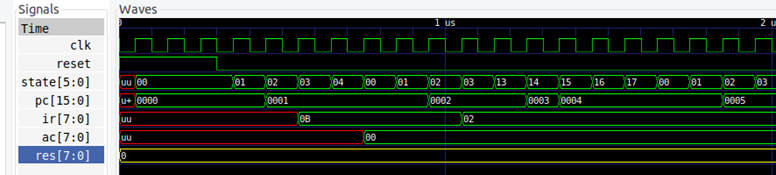 Signals
Waves
Time
0 1 us 2 u
clk
reset
state[5:0] uu 00 01 02 03 04 00 01 02 03 13 14 15 16 17 00 01 02 03
pc[15:0] u+ 0000 0001 0002 0003 0004 0005
ir[7:0] uu 0B 02
ac[7:0] uu 00
res[7:0] 0